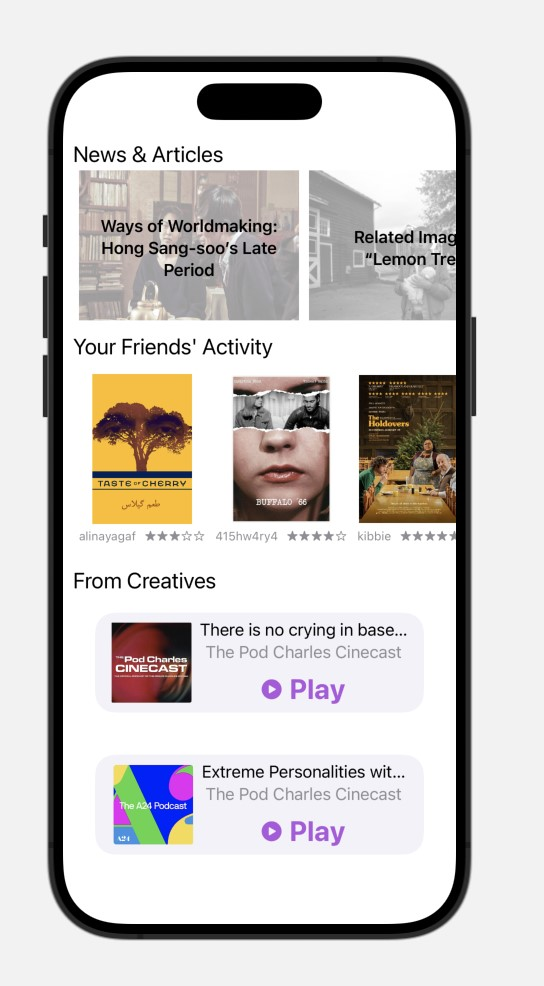 News & Articles
Ways of Worldmaking:
Hong Sang-soo's Late
Period
Related Imag
“Lemon Tre
Your Friends' Activity
TASTE OF CHERRY
طعم گیلاس
BUFFALO '66
The
Holdovers
alinayagaf ★★★☆☆
415hw4ry4 ★★★★☆
kibbie ★★★★★
From Creatives
THE Pod Charles
CINECAST
There is no crying in base...
The Pod Charles Cinecast
Play
The A24 Podcast
A24
Extreme Personalities wit...
The Pod Charles Cinecast
Play